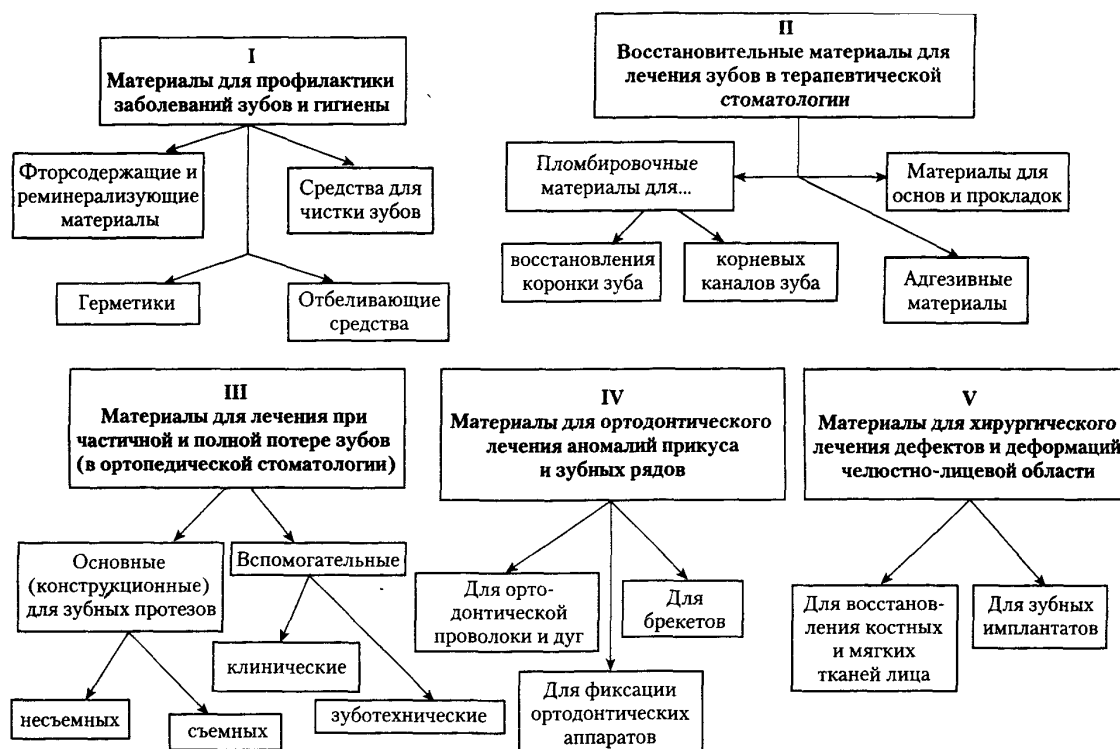 I
Материалы для профилактики
заболеваний зубов и гигиены
Фторсодержащие и
реминерализующие
материалы
Средства для
чистки зубов
Герметики
Отбеливающие
средства
II
Восстановительные материалы для
лечения зубов в терапевтической
стоматологии
Пломбировочные
материалы для...
Материалы для
основ и прокладок
восстановления
коронки зуба
корневых
каналов зуба
Адгезивные
материалы
III
Материалы для лечения при
частичной и полной потере зубов
(в ортопедической стоматологии)
Основные
(конструкционные)
для зубных протезов
Вспомогательные
клинические
несъемных
съемных
зуботехнические
IV
Материалы для ортодонтического
лечения аномалий прикуса
и зубных рядов
Для орто-
донтической
проволоки и дуг
Для
брекетов
Для фиксации
ортодонтических
аппаратов
V
Материалы для хирургического
лечения дефектов и деформаций
челюстно-лицевой области
Для восстанов-
ления костных
и мягких
тканей лица
Для зубных
имплантатов